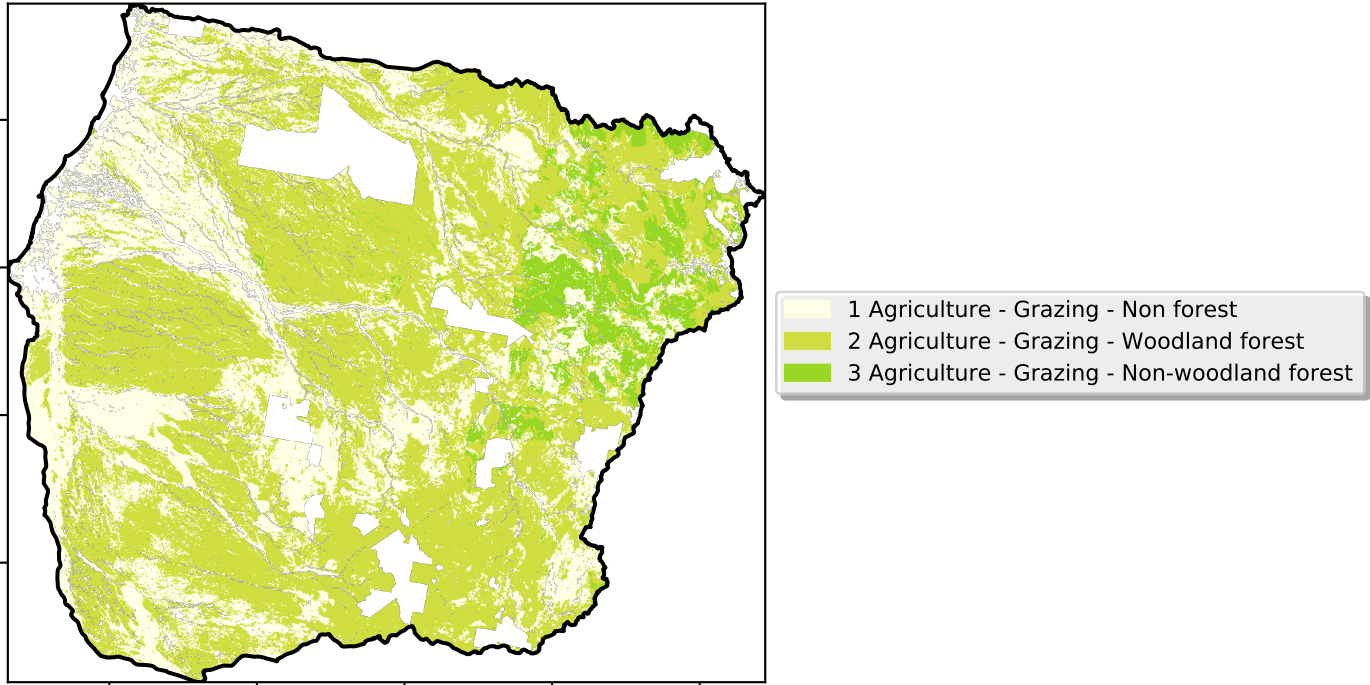 1 Agriculture - Grazing - Non forest
2 Agriculture - Grazing - Woodland forest
3 Agriculture - Grazing - Non-woodland forest